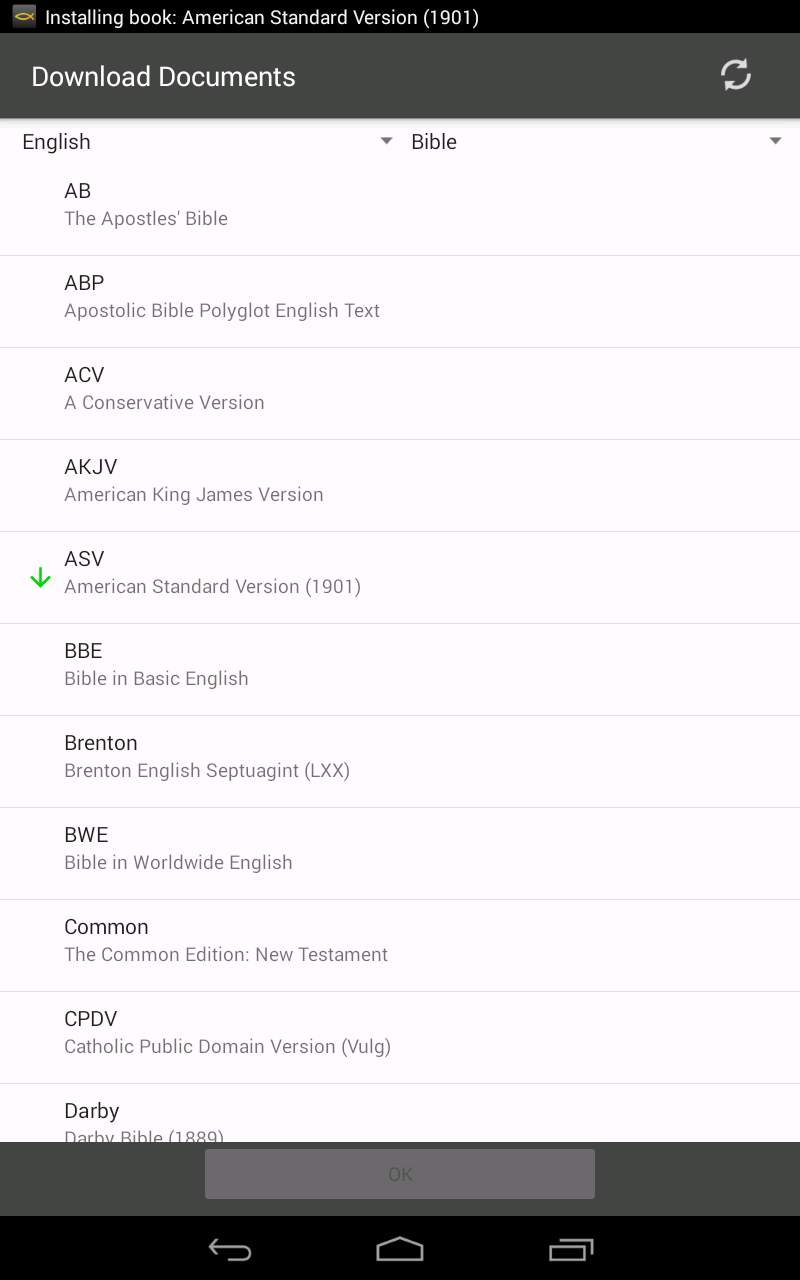 Installing book: American Standard Version (1901)
Download Documents
English
Bible
AB
The Apostles' Bible
ABP
Apostolic Bible Polyglot English Text
ACV
A Conservative Version
AKJV
American King James Version
ASV
American Standard Version (1901)
BBE
Bible in Basic English
Brenton
Brenton English Septuagint (LXX)
BWE
Bible in Worldwide English
Common
The Common Edition: New Testament
CPDV
Catholic Public Domain Version (Vulg)
Darby
Darby Bible (1889)
OK